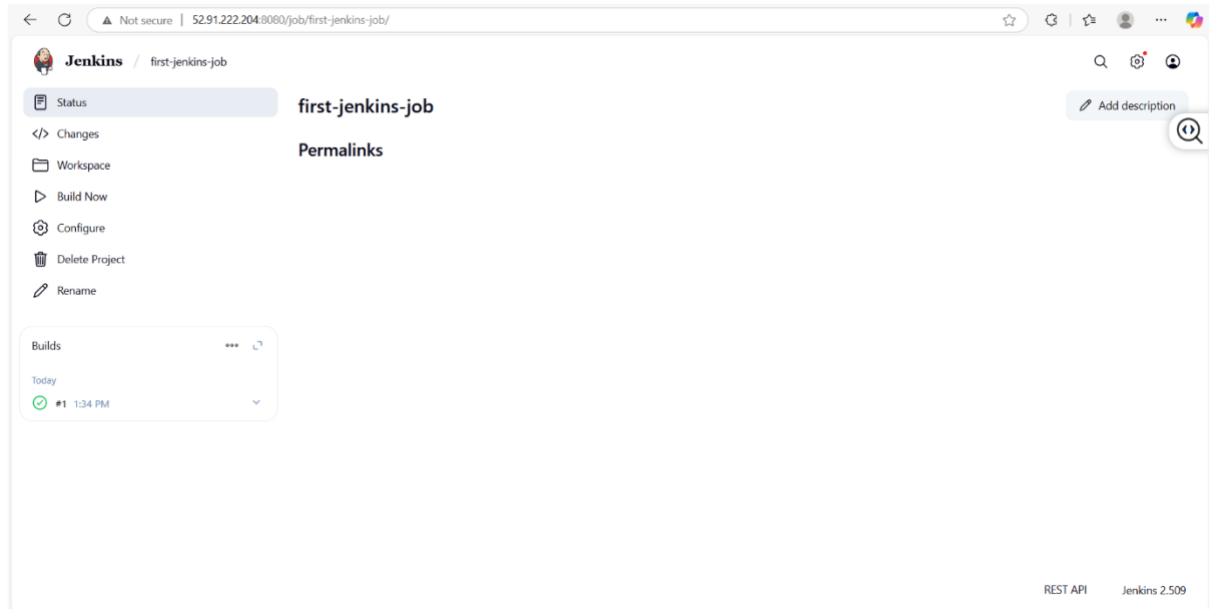 Not secure | 52.91.222.204:8080/job/first-jenkins-job/
Jenkins / first-jenkins-job
Status
Changes
Workspace
Build Now
Configure
Delete Project
Rename
Builds
Today
#1 1:34 PM
first-jenkins-job
Add description
Permalinks
REST API Jenkins 2.509